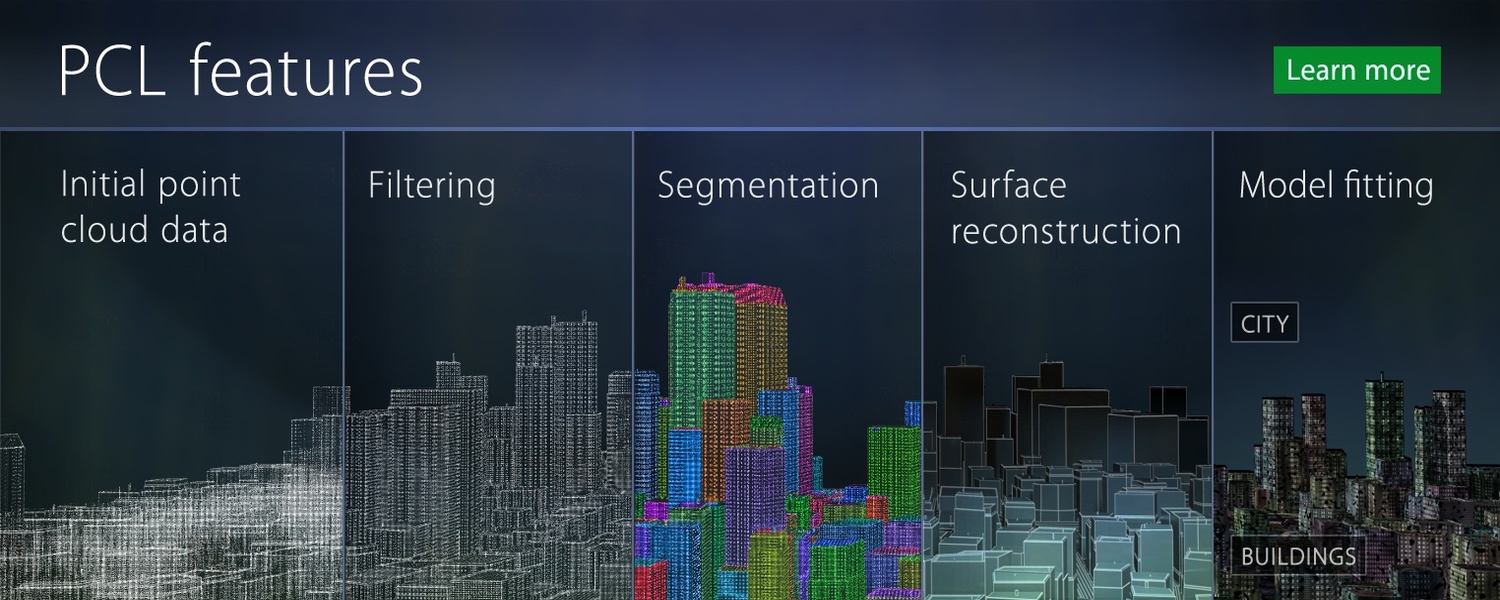 PCL features
Learn more
Initial point
cloud data
Filtering
Segmentation
Surface
reconstruction
Model fitting
CITY
BUILDINGS